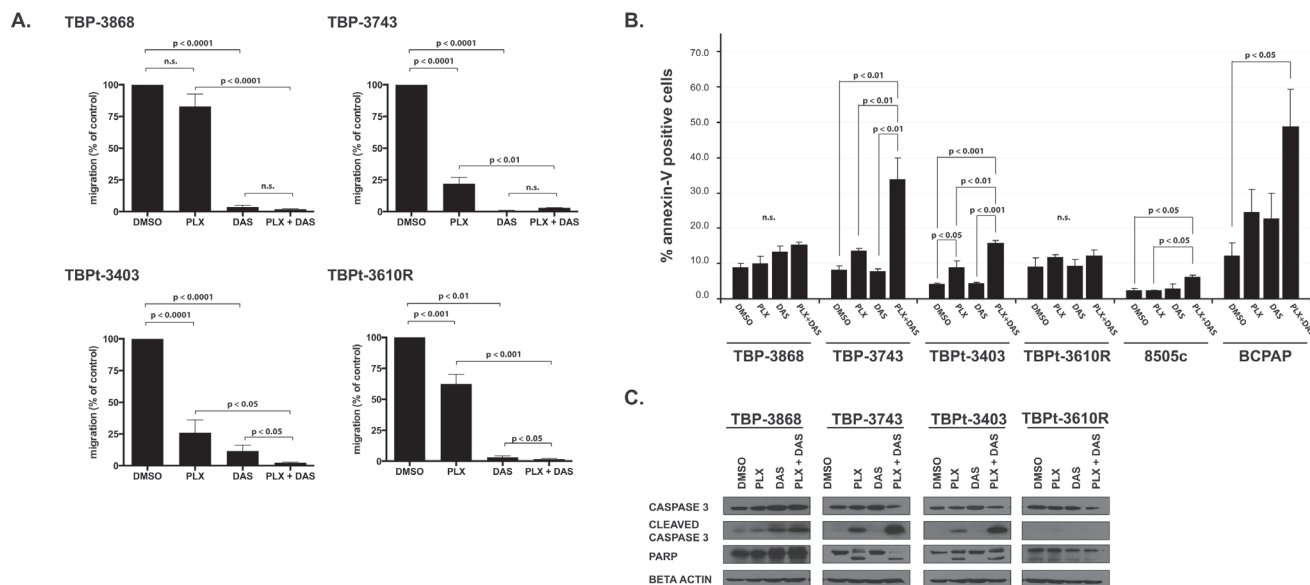 A.
TBP-3868
p < 0.0001
n.s.
p < 0.0001
n.s.
migration (% of control)
100
75
50
25
0
DMSO PLX DAS PLX + DAS
TBP-3743
p < 0.0001
p < 0.0001
p < 0.01
n.s.
migration (% of control)
100
75
50
25
0
DMSO PLX DAS PLX + DAS
TBPt-3403
p < 0.0001
p < 0.0001
p < 0.05
p < 0.05
migration (% of control)
100
75
50
25
0
DMSO PLX DAS PLX + DAS
TBPt-3610R
p < 0.01
p < 0.001
p < 0.001
p < 0.05
migration (% of control)
100
75
50
25
0
DMSO PLX DAS PLX + DAS
B.
% annexin-V positive cells
70.0
60.0
50.0
40.0
30.0
20.0
10.0
0.0
n.s.
p < 0.01
p < 0.01
p < 0.01
p < 0.001
p < 0.01
p < 0.05
p < 0.001
n.s.
p < 0.05
p < 0.05
p < 0.05
DMSO PLX DAS PLX+DAS DMSO PLX DAS PLX+DAS DMSO PLX DAS PLX+DAS DMSO PLX DAS PLX+DAS DMSO PLX DAS PLX+DAS DMSO PLX DAS PLX+DAS
TBP-3868 TBP-3743 TBPt-3403 TBPt-3610R 8505c BCPAP
C.
TBP-3868 TBP-3743 TBPt-3403 TBPt-3610R
DMSO PLX DAS PLX + DAS DMSO PLX DAS PLX + DAS DMSO PLX DAS PLX + DAS DMSO PLX DAS PLX + DAS
CASPASE 3
CLEAVED
CASPASE 3
PARP
BETA ACTIN